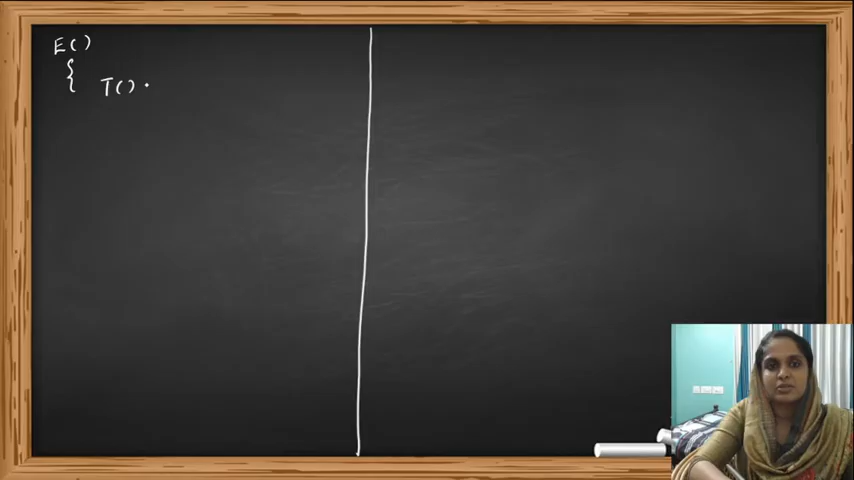 E()
{
T() .